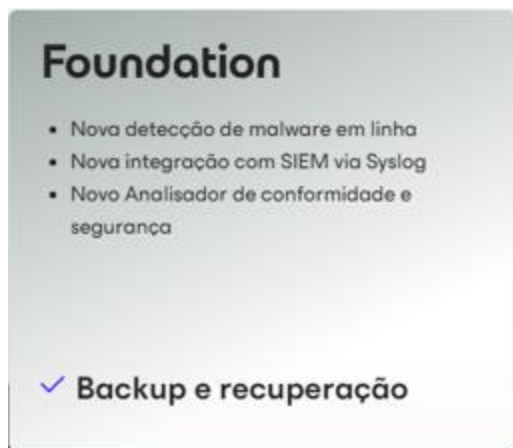 Foundation
• Nova detecção de malware em linha
• Nova integração com SIEM via Syslog
• Novo Analisador de conformidade e
segurança
✓ Backup e recuperação